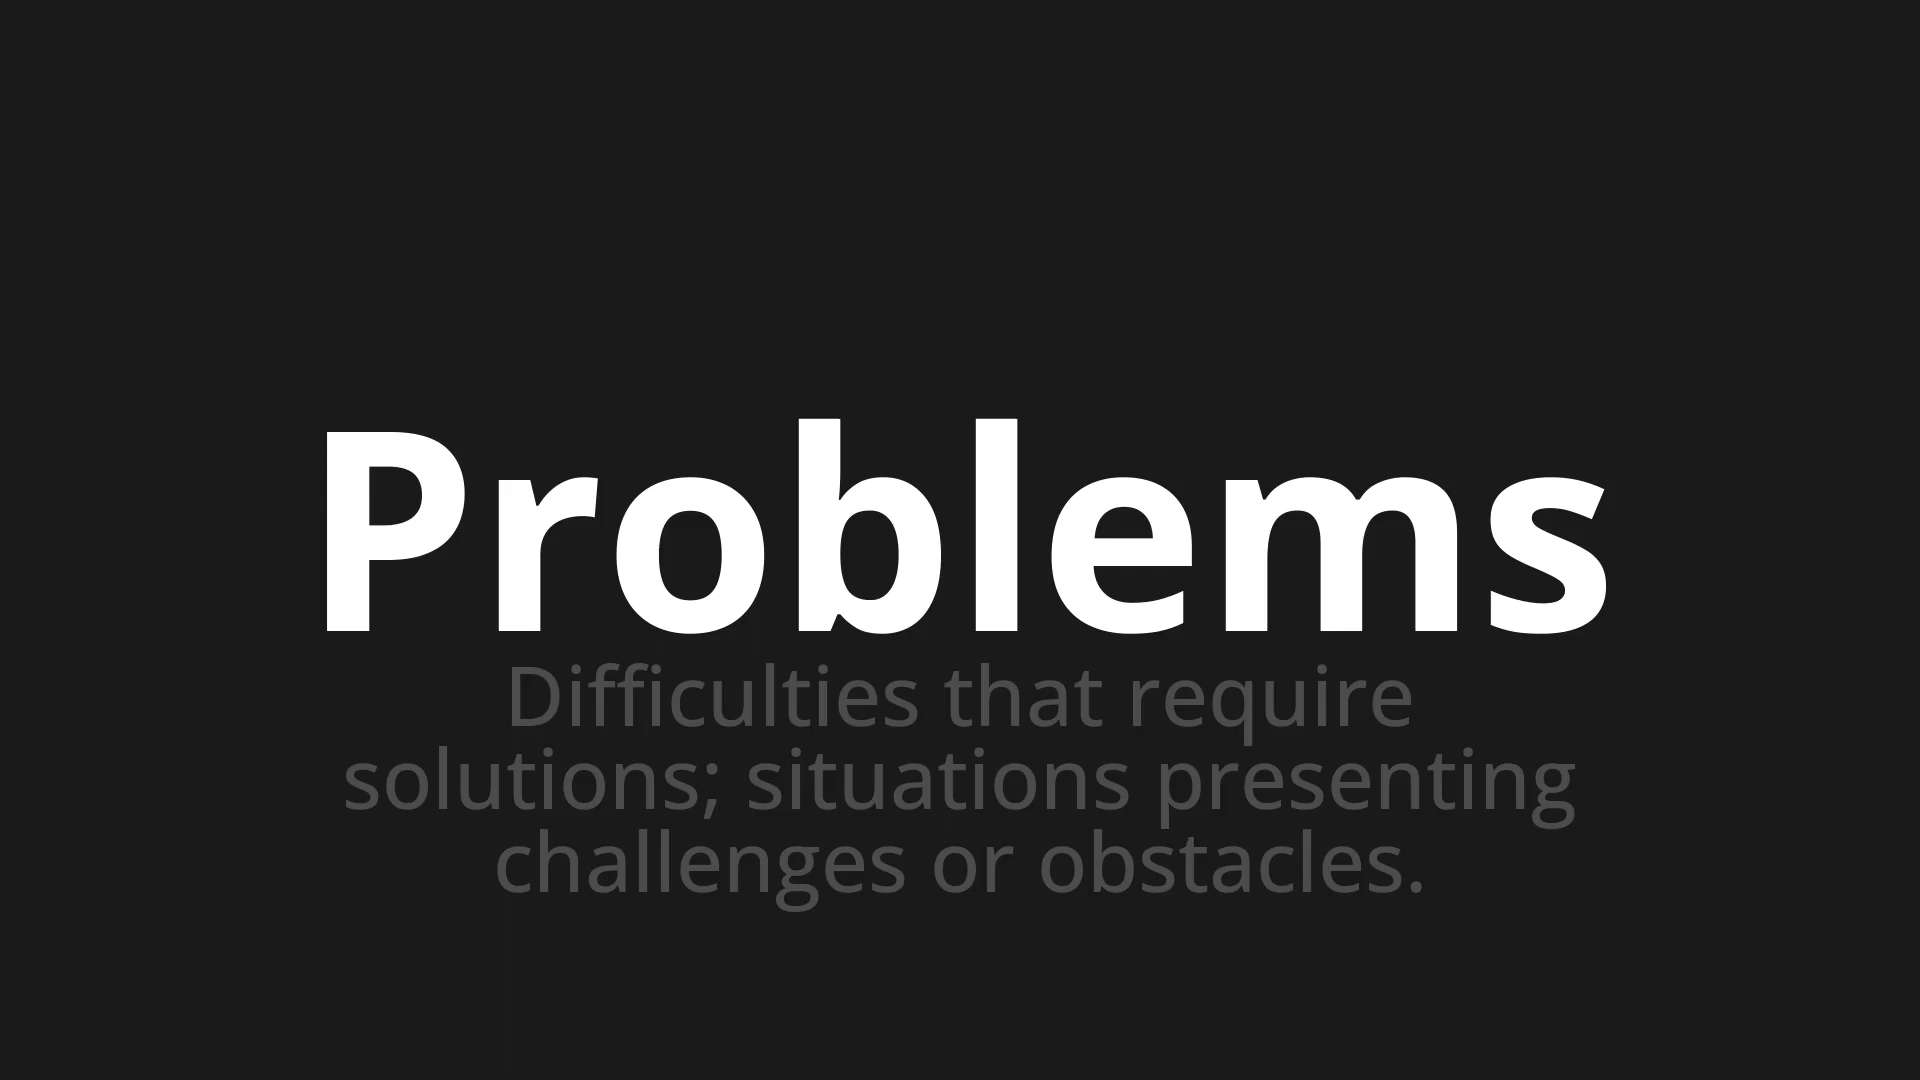 Problems
Difficulties that require
solutions; situations presenting
challenges or obstacles.